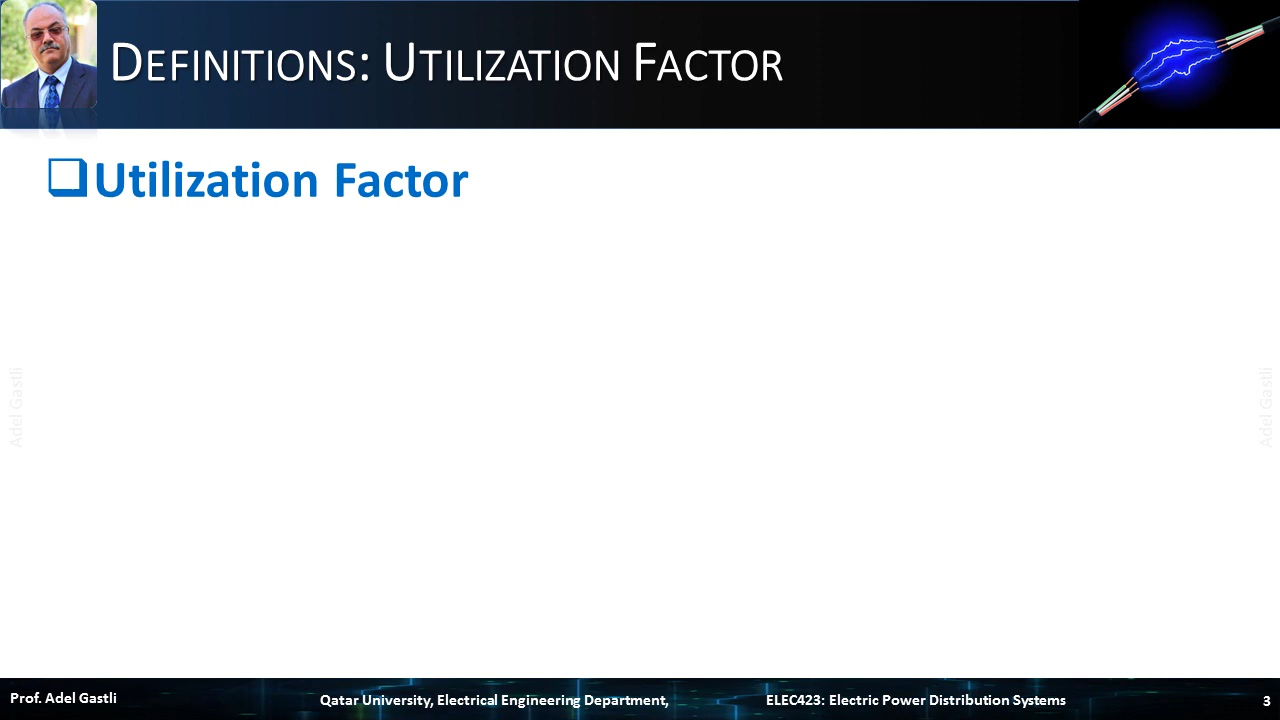 DEFINITIONS: UTILIZATION FACTOR
Utilization Factor
Adel Gastli
Adel Gastli
Prof. Adel Gastli
Qatar University, Electrical Engineering Department,
ELEC423: Electric Power Distribution Systems
3